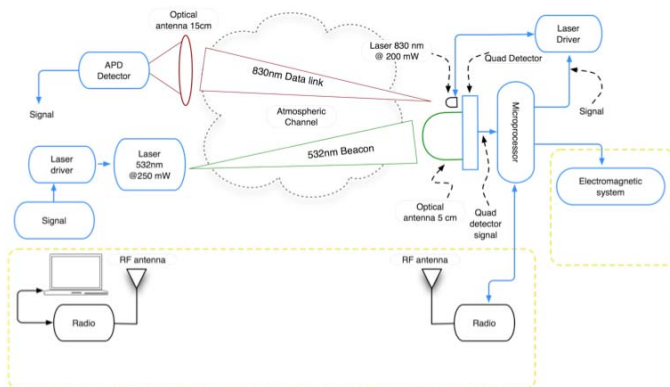 Optical
antenna 15cm
APD
Detector
Signal
830nm Data link
Atmospheric
Channel
532nm Beacon
Laser
driver
Laser
532nm
@250 mW
Signal
Laser 830 nm
@ 200 mW
Quad Detector
Laser
Driver
Signal
Microprocessor
Electromagnetic
system
Optical
antenna 5 cm
Quad
detector
signal
RF antenna
Radio
RF antenna
Radio